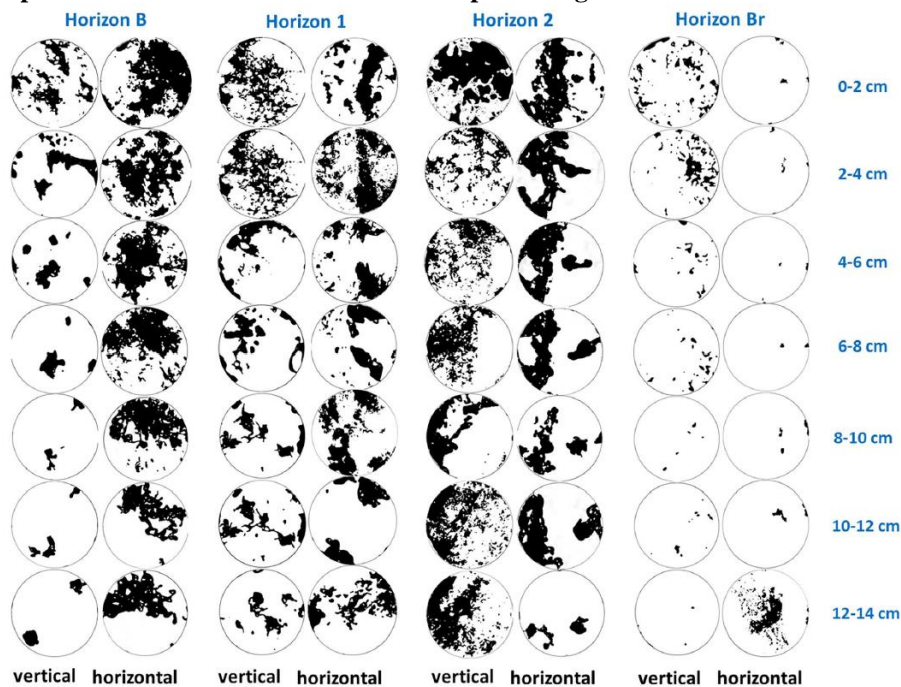 Horizon B Horizon 1 Horizon 2 Horizon Br
0-2 cm
2-4 cm
4-6 cm
6-8 cm
8-10 cm
10-12 cm
12-14 cm
vertical horizontal vertical horizontal vertical horizontal vertical horizontal